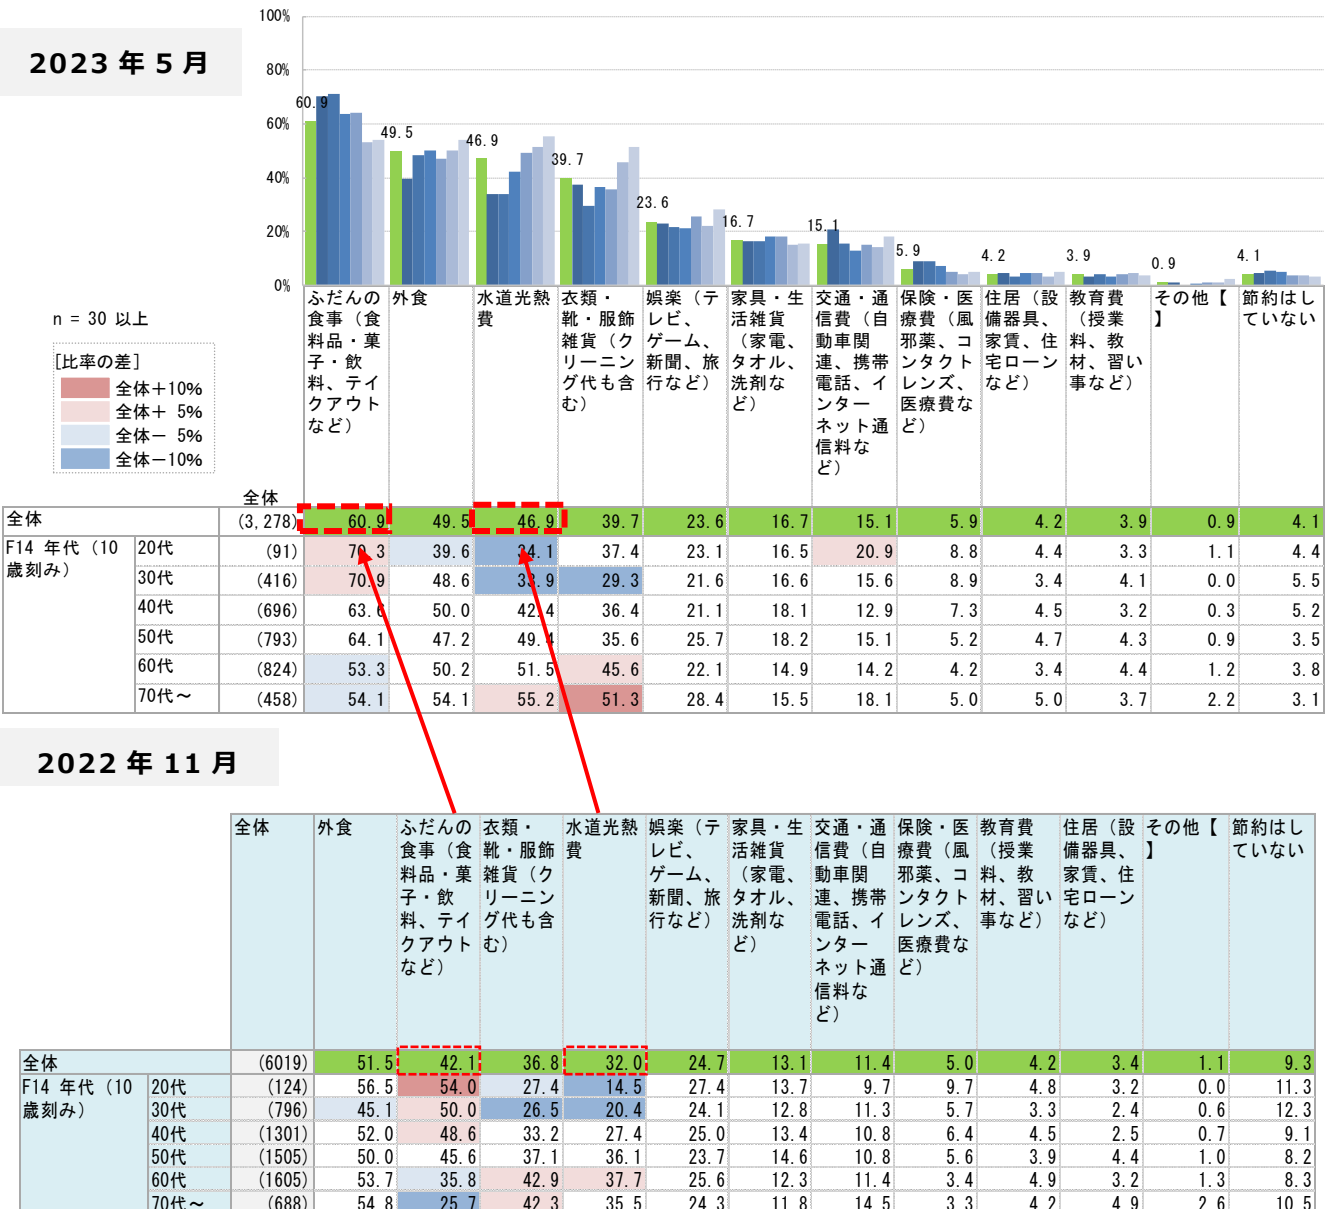 2023 年 5 月
100%
80%
60%
40%
20%
0%
60.9
49.5
46.9
39.7
23.6
16.7
15.1
5.9
4.2
3.9
0.9
4.1
n = 30 以上
[比率の差]
全体＋10%
全体＋ 5%
全体－ 5%
全体－10%
ふだんの
食事（食
料品・菓
子・飲
料、テイ
クアウト
など）
外食
水道光熱
費
衣類・
靴・服飾
雑貨（ク
リーニン
グ代も含
む）
娯楽（テ
レビ、
ゲーム、
新聞、旅
行など）
家具・生
活雑貨
（家電、
タオル、
洗剤な
ど）
交通・通
信費（自
動車関
連、携帯
電話、イ
ンター
ネット通
信料な
ど）
保険・医
療費（風
邪薬、コ
ンタクト
レンズ、
医療費な
ど）
住居（設
備器具、
家賃、住
宅ローン
など）
教育費
（授業
料、教
材、習い
事など）
その他【
】
節約はし
ていない
全体
全体 (3,278) 60.9 49.5 46.9 39.7 23.6 16.7 15.1 5.9 4.2 3.9 0.9 4.1
F14 年代（10
歳刻み）
20代 (91) 70.3 39.6 34.1 37.4 23.1 16.5 20.9 8.8 4.4 3.3 1.1 4.4
30代 (416) 70.9 48.6 33.9 29.3 21.6 16.6 15.6 8.9 3.4 4.1 0.0 5.5
40代 (696) 63.6 50.0 42.4 36.4 21.1 18.1 12.9 7.3 4.5 3.2 0.3 5.2
50代 (793) 64.1 47.2 49.4 35.6 25.7 18.2 15.1 5.2 4.7 4.3 0.9 3.5
60代 (824) 53.3 50.2 51.5 45.6 22.1 14.9 14.2 4.2 3.4 4.4 1.2 3.8
70代～ (458) 54.1 54.1 55.2 51.3 28.4 15.5 18.1 5.0 5.0 3.7 2.2 3.1
2022 年 11 月
全体
外食
ふだんの
食事（食
料品・菓
子・飲
料、テイ
クアウト
など）
衣類・
靴・服飾
雑貨（ク
リーニン
グ代も含
む）
水道光熱
費
娯楽（テ
レビ、
ゲーム、
新聞、旅
行など）
家具・生
活雑貨
（家電、
タオル、
洗剤な
ど）
交通・通
信費（自
動車関
連、携帯
電話、イ
ンター
ネット通
信料な
ど）
保険・医
療費（風
邪薬、コ
ンタクト
レンズ、
医療費な
ど）
教育費
（授業
料、教
材、習い
事など）
住居（設
備器具、
家賃、住
宅ローン
など）
その他【
】
節約はし
ていない
全体 (6019) 51.5 42.1 36.8 32.0 24.7 13.1 11.4 5.0 4.2 3.4 1.1 9.3
F14 年代（10
歳刻み）
20代 (124) 56.5 54.0 27.4 14.5 27.4 13.7 9.7 9.7 4.8 3.2 0.0 11.3
30代 (796) 45.1 50.0 26.5 20.4 24.1 12.8 11.3 5.7 3.3 2.4 0.6 12.3
40代 (1301) 52.0 48.6 33.2 27.4 25.0 13.4 10.8 6.4 4.5 2.5 0.7 9.1
50代 (1505) 50.0 45.6 37.1 36.1 23.7 14.6 10.8 5.6 3.9 4.4 1.0 8.2
60代 (1605) 53.7 35.8 42.9 37.7 25.6 12.3 11.4 3.4 4.9 3.2 1.3 8.3
70代～ (688) 54.8 25.7 42.3 35.5 24.3 11.8 14.5 3.3 4.2 4.9 2.6 10.5